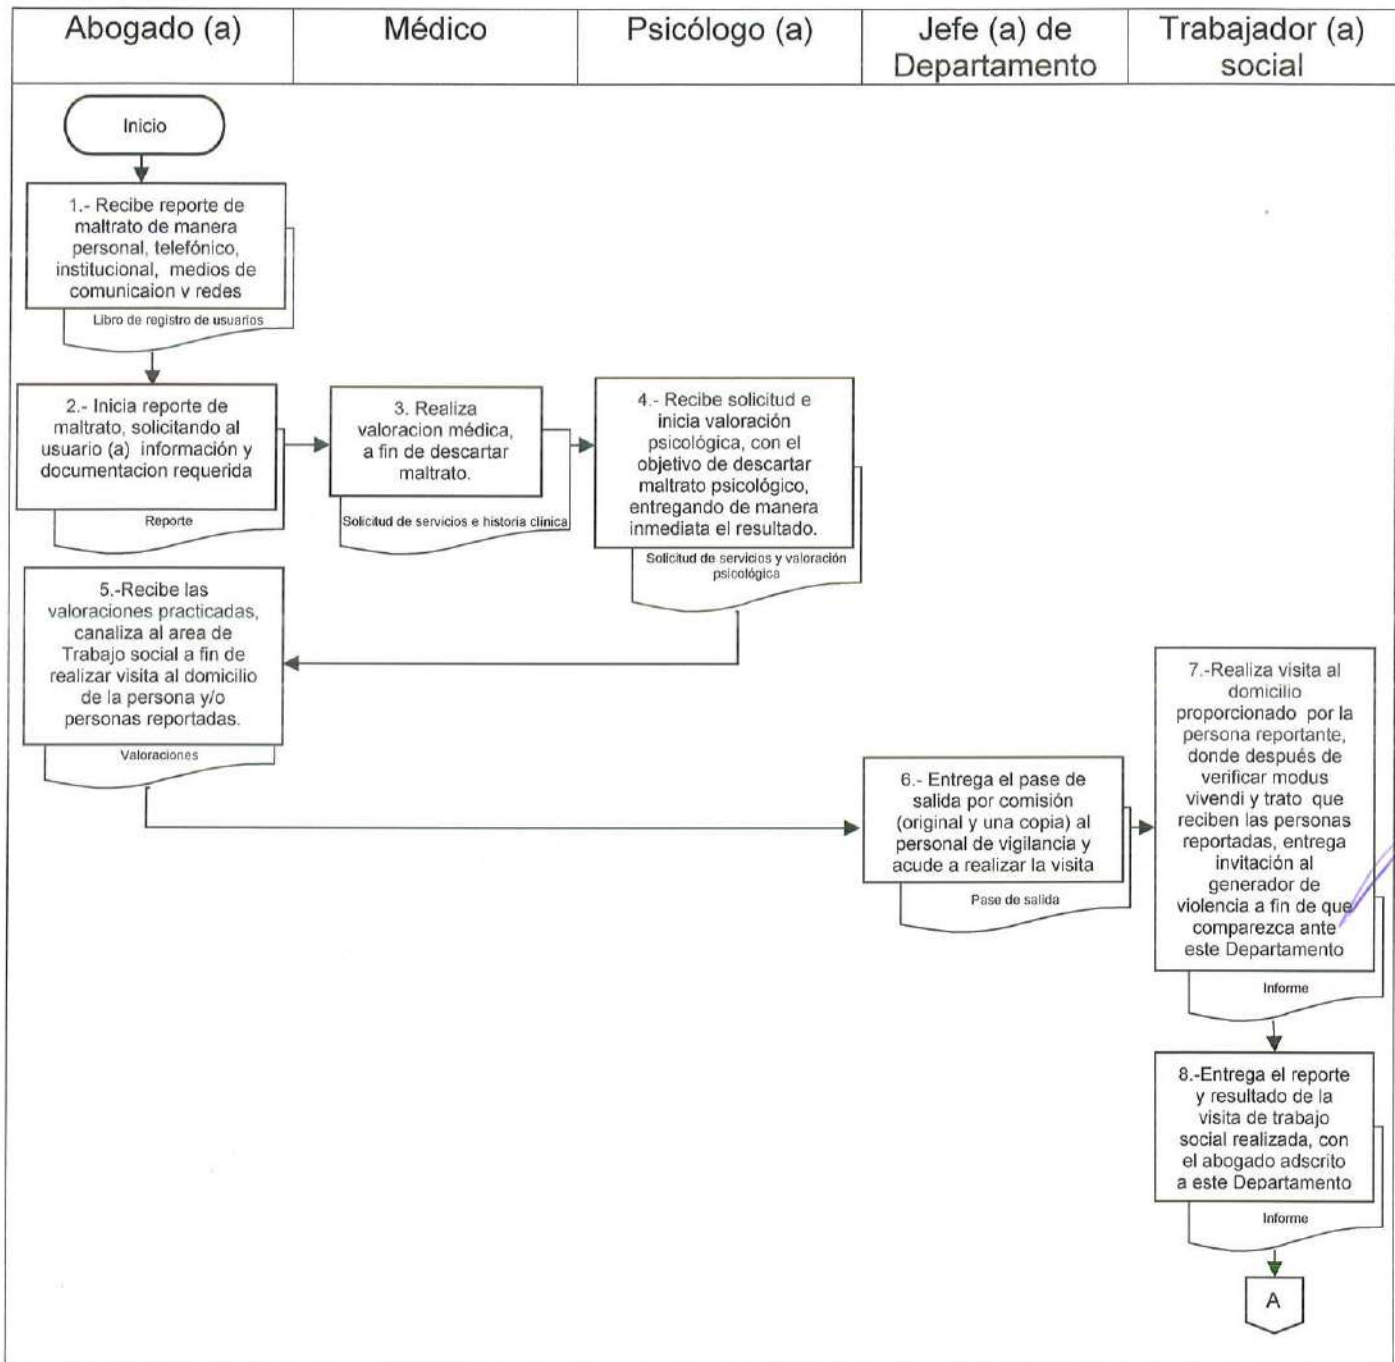 Abogado (a)
Médico
Psicólogo (a)
Jefe (a) de
Departamento
Trabajador (a)
social
Inicio
1.- Recibe reporte de
maltrato de manera
personal, telefónico,
institucional, medios de
comunicaion y redes
Libro de registro de usuarios
2.- Inicia reporte de
maltrato, solicitando al
usuario (a) información y
documentacion requerida
Reporte
3. Realiza
valoracion médica,
a fin de descartar
maltrato.
Solicitud de servicios e historia clínica
4.- Recibe solicitud e
inicia valoración
psicológica, con el
objetivo de descartar
maltrato psicológico,
entregando de manera
inmediata el resultado.
Solicitud de servicios y valoración
psicológica
5.-Recibe las
valoraciones practicadas,
canaliza al area de
Trabajo social a fin de
realizar visita al domicilio
de la persona y/o
personas reportadas.
Valoraciones
6.- Entrega el pase de
salida por comisión
(original y una copia) al
personal de vigilancia y
acude a realizar la visita
Pase de salida
7.-Realiza visita al
domicilio
proporcionado por la
persona reportante,
donde después de
verificar modus
vivendi y trato que
reciben las personas
reportadas, entrega
invitación al
generador de
violencia a fin de que
comparezca ante
este Departamento
Informe
8.-Entrega el reporte
y resultado de la
visita de trabajo
social realizada, con
el abogado adscrito
a este Departamento
Informe
A